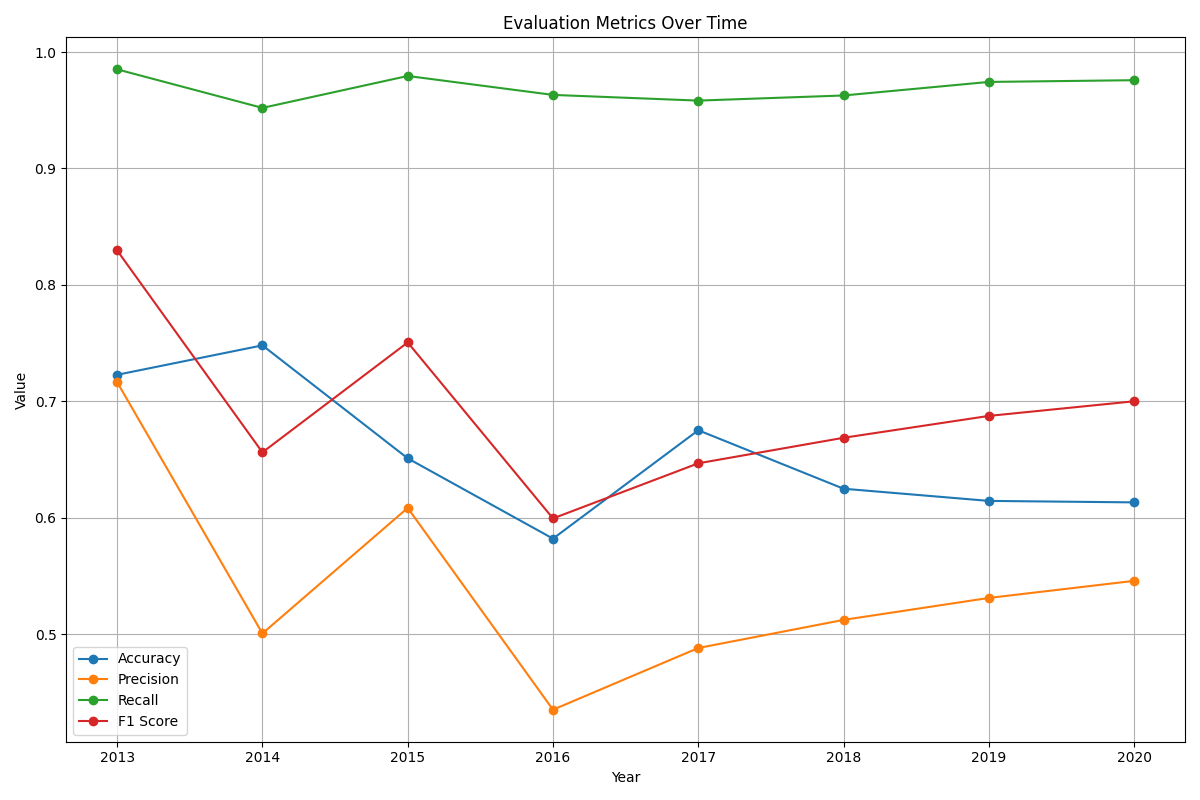 Evaluation Metrics Over Time
1.0
0.9
0.8
0.7
0.6
0.5
Value
Accuracy
Precision
Recall
F1 Score
2013 2014 2015 2016 2017 2018 2019 2020
Year